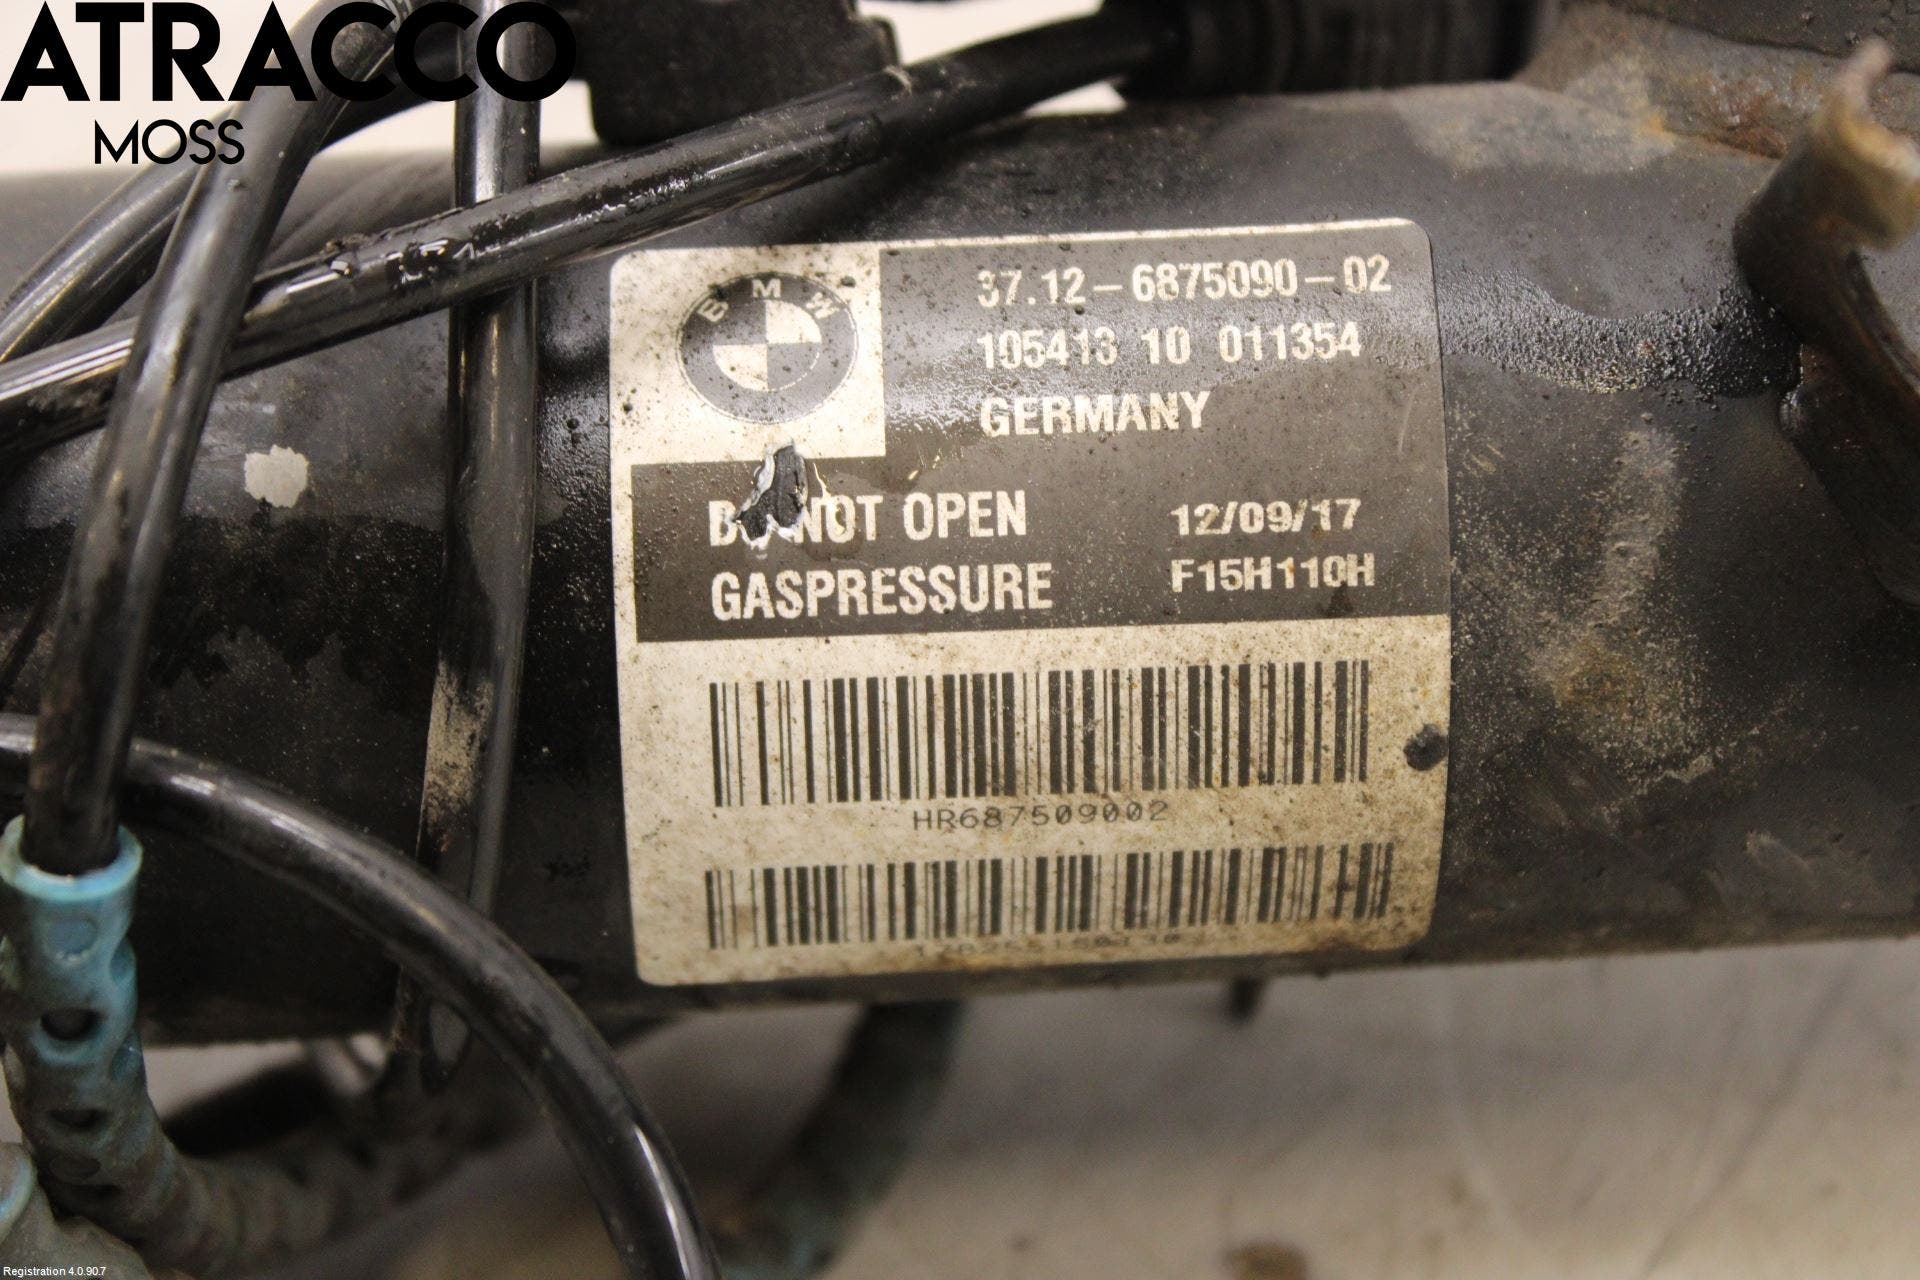 ATRACCO
MOSS
BMW
37.12-6875090-02
105413 10 011354
GERMANY
NOT OPEN
GASPRESSURE
12/09/17
F15H110H
HR687509002
Registration 4.0.90.7